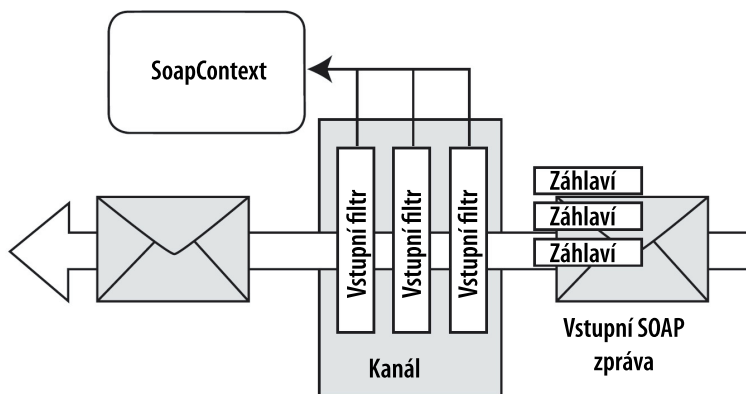 SoapContext
Vstupní filtr
Vstupní filtr
Vstupní filtr
Záhlaví
Záhlaví
Záhlaví
Kanál
Vstupní SOAP
zpráva